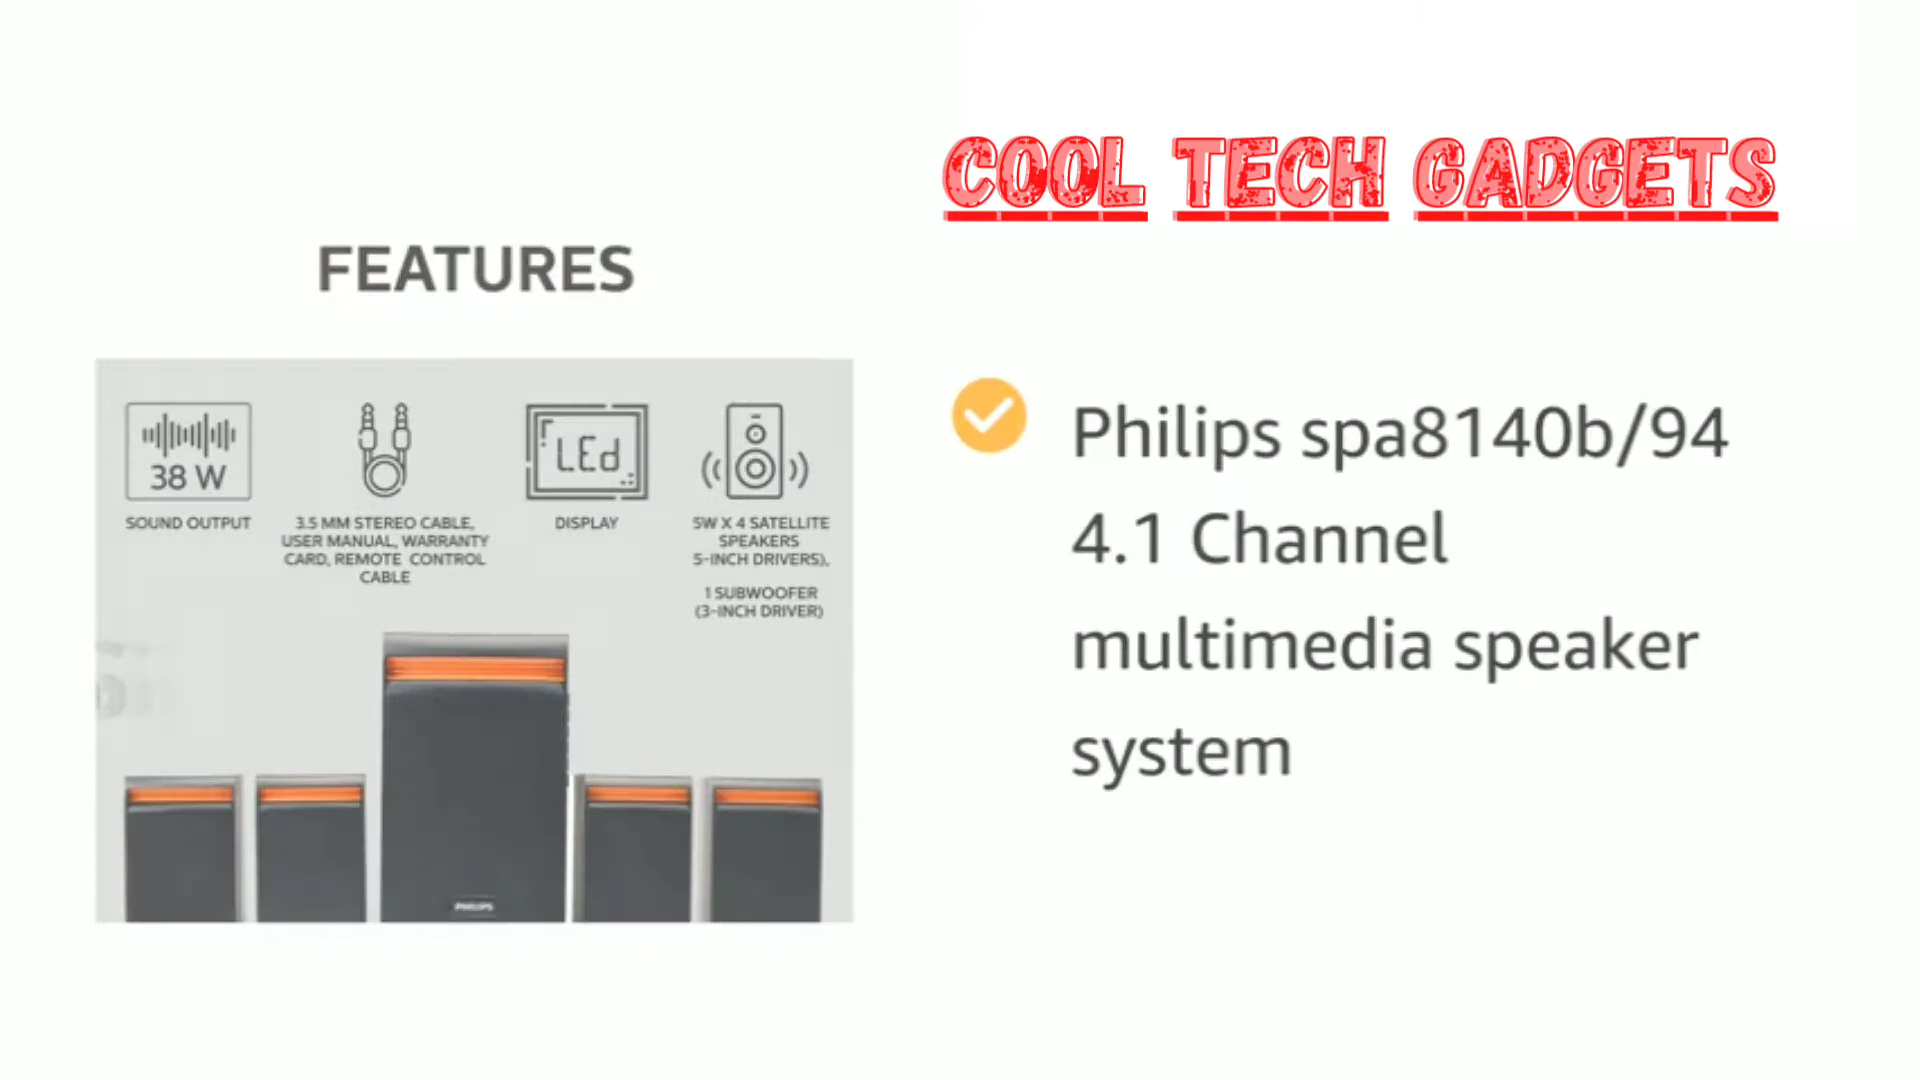 COOL TECH GADGETS
FEATURES
38 W
SOUND OUTPUT
3.5 MM STEREO CABLE,
USER MANUAL, WARRANTY
CARD, REMOTE CONTROL
CABLE
LEd
DISPLAY
5W X 4 SATELLITE
SPEAKERS
5-INCH DRIVERS),
1 SUBWOOFER
(3-INCH DRIVER)
PHILIPS
Philips spa8140b/94
4.1 Channel
multimedia speaker
system